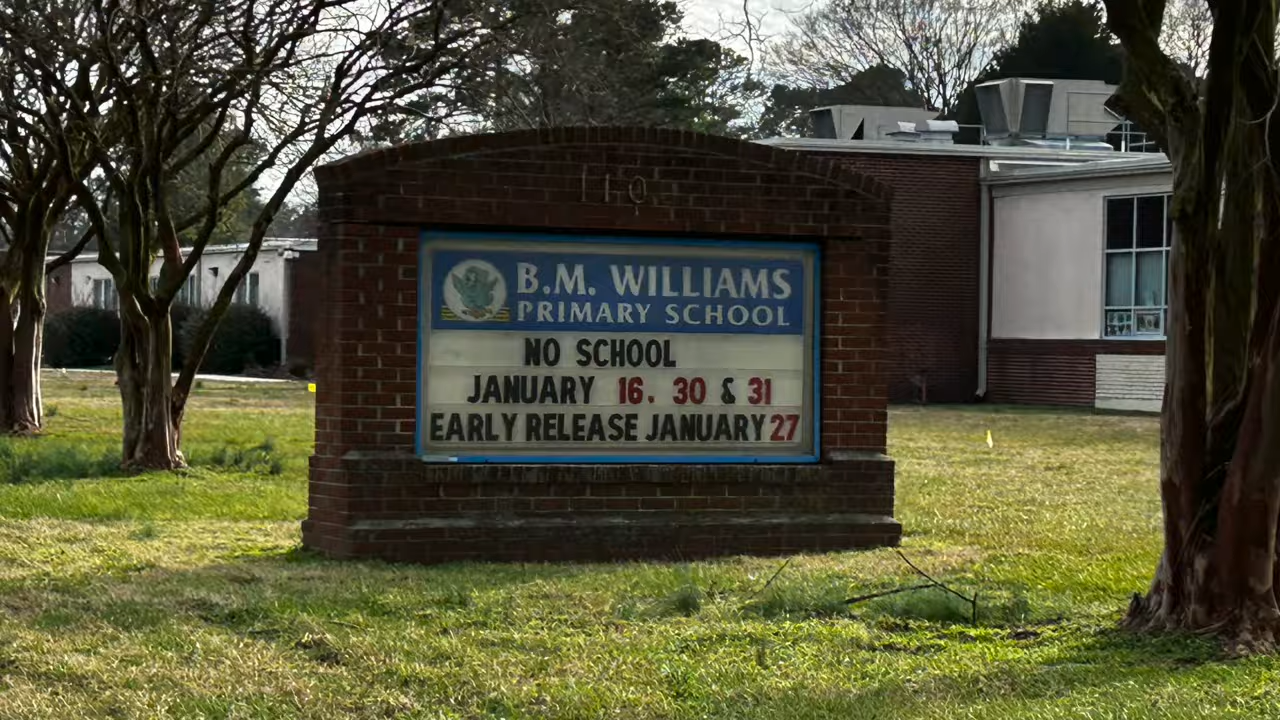 110
B.M. WILLIAMS
PRIMARY SCHOOL
NO SCHOOL
JANUARY 16. 30 & 31
EARLY RELEASE JANUARY 27